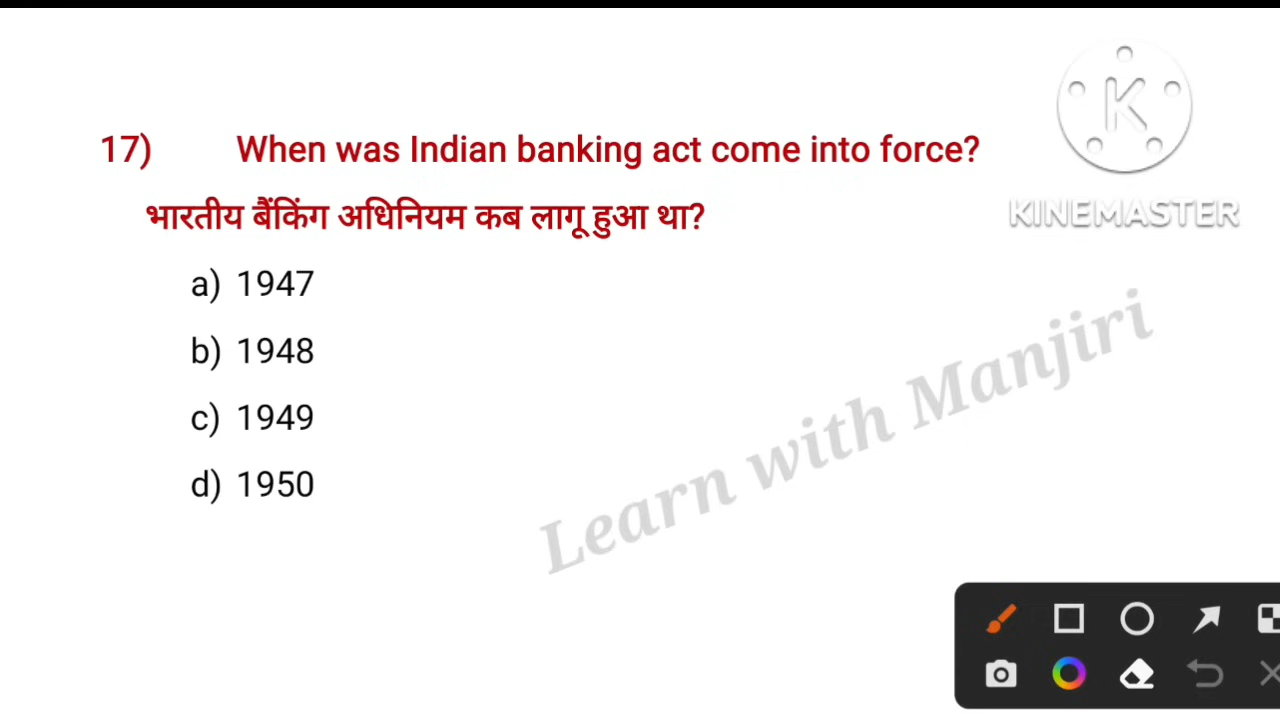 17) When was Indian banking act come into force?
भारतीय बैंकिंग अधिनियम कब लागू हुआ था?
a) 1947
b) 1948
c) 1949
d) 1950
K
KINEMASTER
Learn with Manjiri